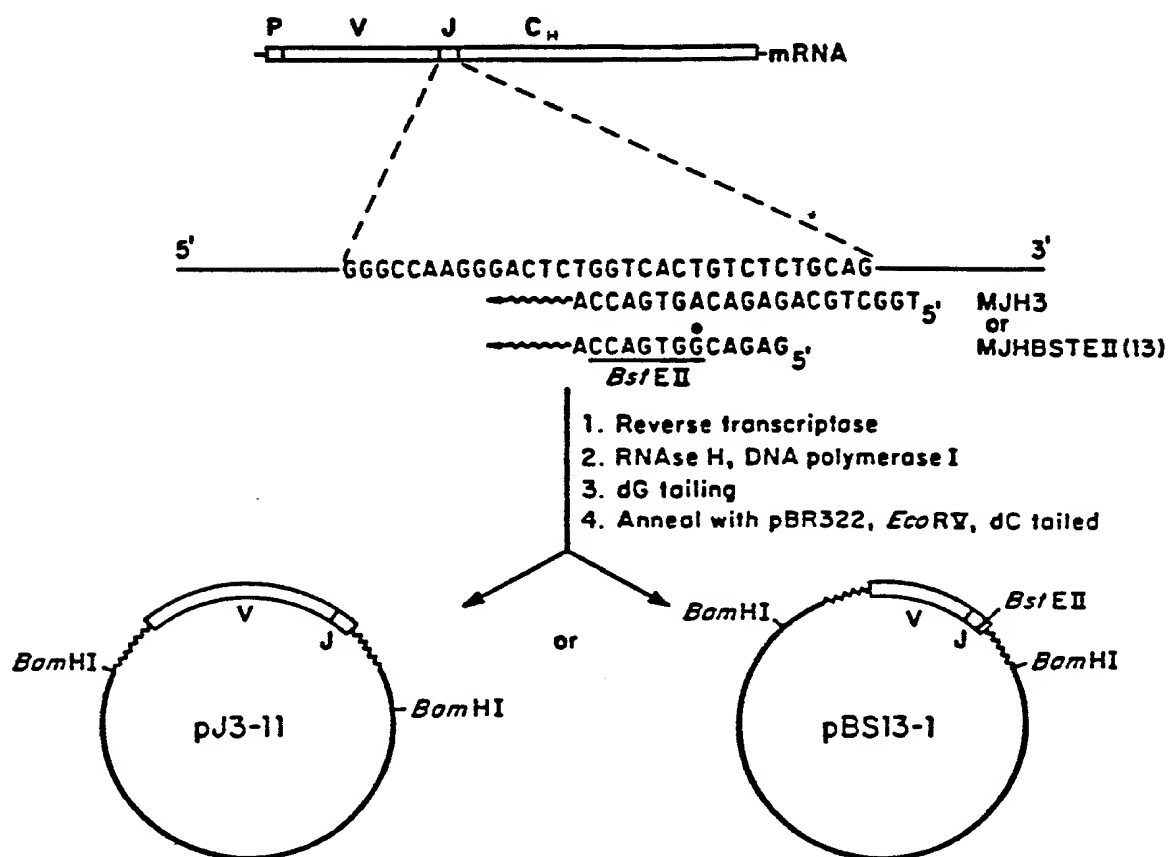 P V J C_H
mRNA
5' 3'
GGGCCAAGGGACTCTGGTCACTGTCTCTGCAG
ACCAGTGACAGAGACGTCGGT 5' MJH3
or
ACCAGTGGCAGAG 5' MJHBSTEII(13)
BstEII
1. Reverse transcriptase
2. RNAse H, DNA polymerase I
3. dG tailing
4. Anneal with pBR322, EcoRV, dC tailed
BamHI V J BstEII
or
BamHI V J BamHI
BamHI
pJ3-11 pBS13-1